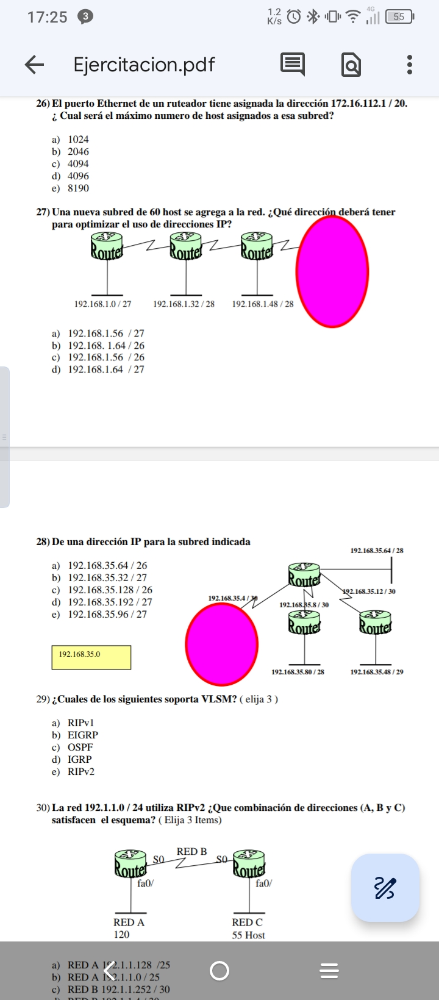 17:25 3 1.2 K/s 4G 55
Ejercitacion.pdf
26) El puerto Ethernet de un ruteador tiene asignada la dirección 172.16.112.1 / 20.
¿ Cual será el máximo numero de host asignados a esa subred?
a) 1024
b) 2046
c) 4094
d) 4096
e) 8190
27) Una nueva subred de 60 host se agrega a la red. ¿Qué dirección deberá tener
para optimizar el uso de direcciones IP?
Router Router Router
192.168.1.0 / 27 192.168.1.32 / 28 192.168.1.48 / 28
a) 192.168.1.56 / 27
b) 192.168. 1.64 / 26
c) 192.168.1.56 / 26
d) 192.168.1.64 / 27
28) De una dirección IP para la subred indicada
192.168.35.64 / 28
a) 192.168.35.64 / 26
b) 192.168.35.32 / 27
c) 192.168.35.128 / 26
d) 192.168.35.192 / 27
e) 192.168.35.96 / 27
Router
192.168.35.12 / 30
192.168.35.4 / 30
192.168.35.8 / 30
Router Router
192.168.35.0
192.168.35.80 / 28 192.168.35.48 / 29
29) ¿Cuales de los siguientes soporta VLSM? ( elija 3 )
a) RIPv1
b) EIGRP
c) OSPF
d) IGRP
e) RIPv2
30) La red 192.1.1.0 / 24 utiliza RIPv2 ¿Que combinación de direcciones (A, B y C)
satisfacen el esquema? ( Elija 3 Items)
RED B
Router S0 S0 Router
fa0/ fa0/
RED A RED C
120 55 Host
a) RED A 192.1.1.128 /25
b) RED A 192.1.1.0 / 25
c) RED B 192.1.1.252 / 30